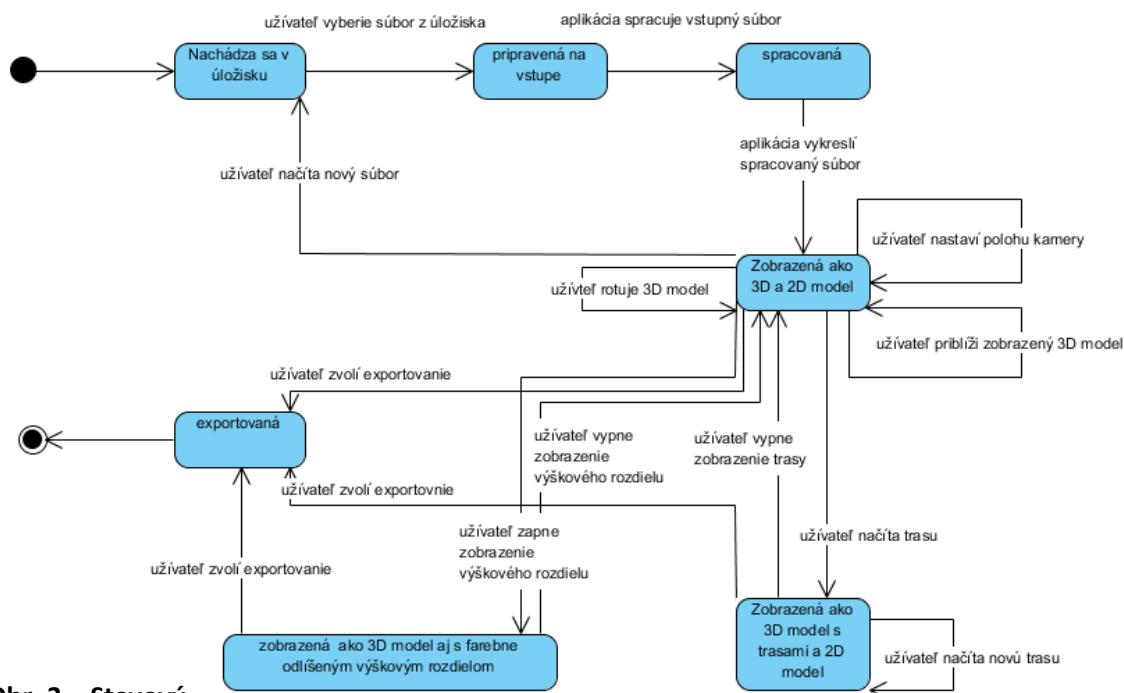 užívateľ vyberie súbor z úložiska
aplikácia spracuje vstupný súbor
Nachádza sa v
úložisku
pripravená na
vstupe
spracovaná
aplikácia vykreslí
spracovaný súbor
užívateľ načíta nový súbor
užívateľ nastaví polohu kamery
Zobrazená ako
3D a 2D model
užívteľ rotuje 3D model
užívateľ priblíži zobrazený 3D model
užívateľ zvolí exportovanie
exportovaná
užívateľ vypne
zobrazenie
výškového rozdielu
užívateľ vypne
zobrazenie trasy
užívateľ zvolí exportovnie
užívateľ zapne
zobrazenie
výškového rozdielu
užívateľ načíta trasu
užívateľ zvolí exportovanie
zobrazená ako 3D model aj s farebne
odlíšeným výškovým rozdielom
Zobrazená ako
3D model s
trasami a 2D
model
užívateľ načíta novú trasu